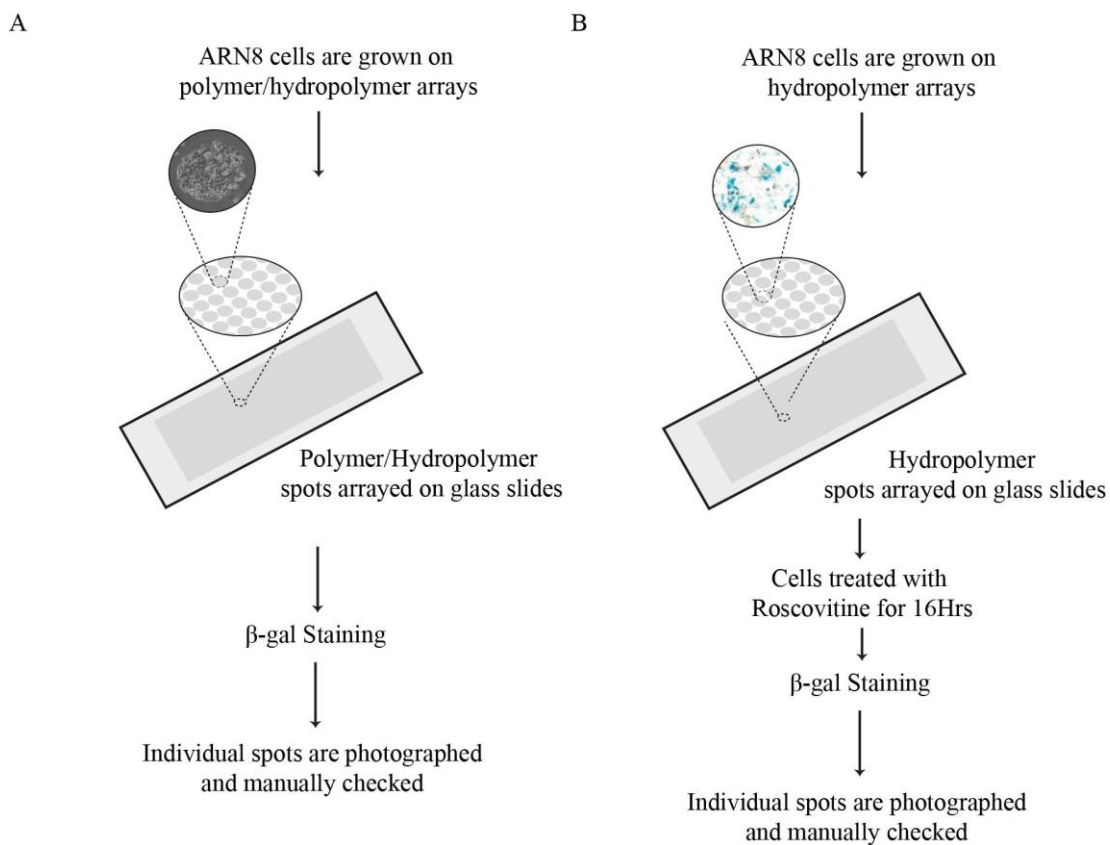 A
ARN8 cells are grown on
polymer/hydropolymer arrays
Polymer/Hydropolymer
spots arrayed on glass slides
β-gal Staining
Individual spots are photographed
and manually checked
B
ARN8 cells are grown on
hydropolymer arrays
Hydropolymer
spots arrayed on glass slides
Cells treated with
Roscovitine for 16Hrs
β-gal Staining
Individual spots are photographed
and manually checked